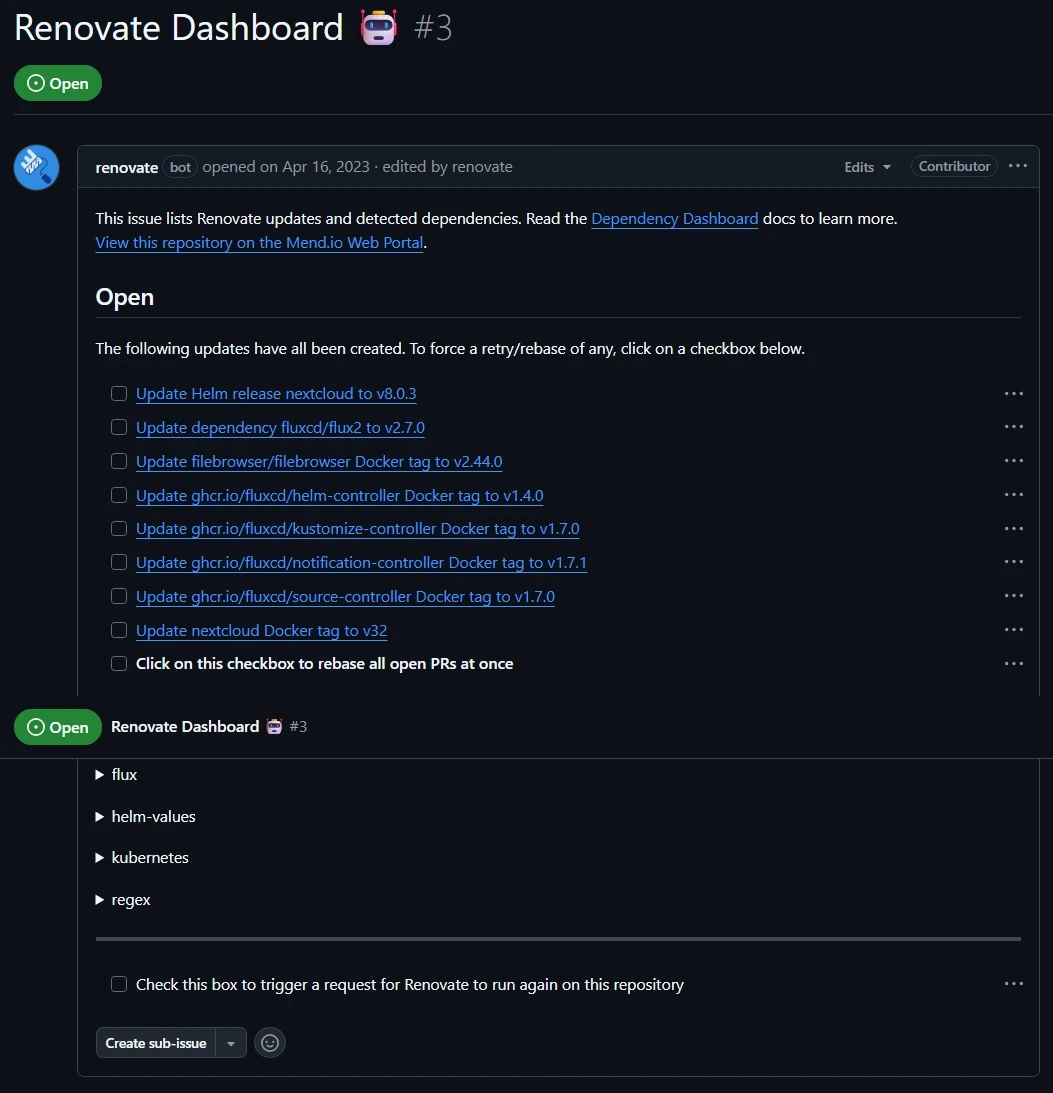 Renovate Dashboard 🤖 #3
Open
renovate bot opened on Apr 16, 2023 · edited by renovate Edits Contributor ···
This issue lists Renovate updates and detected dependencies. Read the Dependency Dashboard docs to learn more.
View this repository on the Mend.io Web Portal.
Open
The following updates have all been created. To force a retry/rebase of any, click on a checkbox below.
Update Helm release nextcloud to v8.0.3
Update dependency fluxcd/flux2 to v2.7.0
Update filebrowser/filebrowser Docker tag to v2.44.0
Update ghcr.io/fluxcd/helm-controller Docker tag to v1.4.0
Update ghcr.io/fluxcd/kustomize-controller Docker tag to v1.7.0
Update ghcr.io/fluxcd/notification-controller Docker tag to v1.7.1
Update ghcr.io/fluxcd/source-controller Docker tag to v1.7.0
Update nextcloud Docker tag to v32
Click on this checkbox to rebase all open PRs at once
Open Renovate Dashboard 🤖 #3
flux
helm-values
kubernetes
regex
Check this box to trigger a request for Renovate to run again on this repository
Create sub-issue